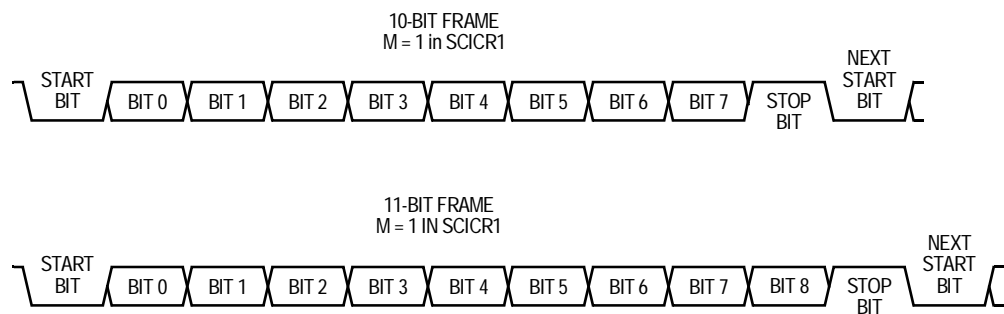 10-BIT FRAME
M = 1 in SCICR1
START BIT
BIT 0
BIT 1
BIT 2
BIT 3
BIT 4
BIT 5
BIT 6
BIT 7
STOP BIT
NEXT START BIT
11-BIT FRAME
M = 1 IN SCICR1
START BIT
BIT 0
BIT 1
BIT 2
BIT 3
BIT 4
BIT 5
BIT 6
BIT 7
BIT 8
STOP BIT
NEXT START BIT